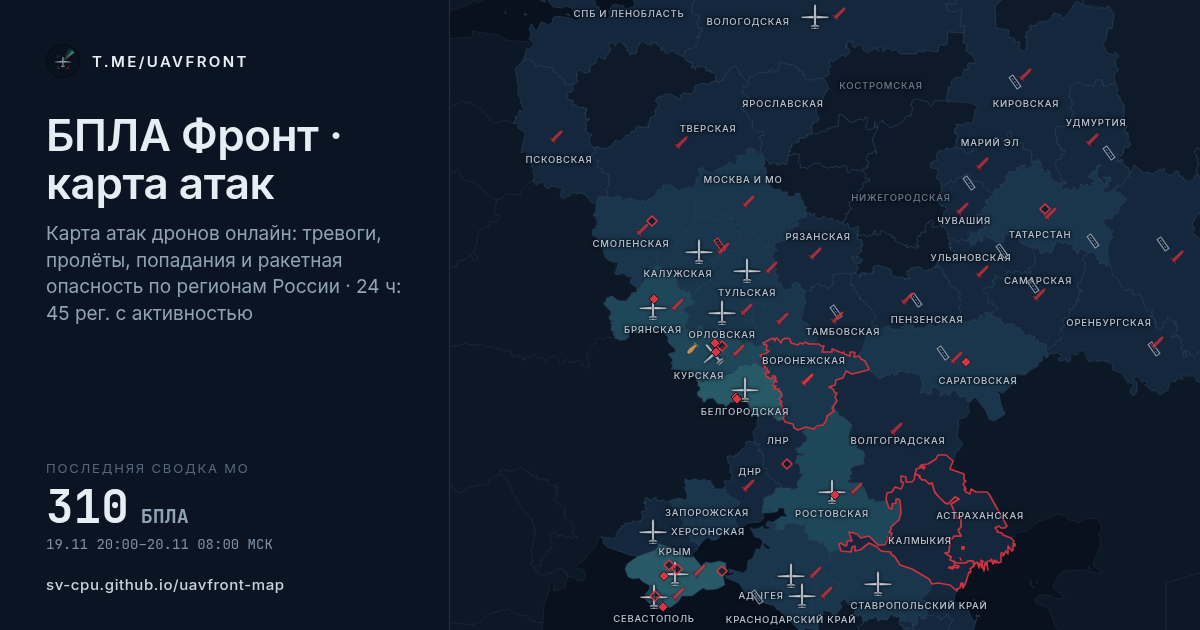 T.ME/UAVFRONT
БПЛА Фронт ·
карта атак
Карта атак дронов онлайн: тревоги,
пролёты, попадания и ракетная
опасность по регионам России · 24 ч:
45 рег. с активностью
ПОСЛЕДНЯЯ СВОДКА МО
310 БПЛА
19.11 20:00–20.11 08:00 МСК
sv-cpu.github.io/uavfront-map
СПБ И ЛЕНОБЛАСТЬ
ВОЛОГОДСКАЯ
КОСТРОМСКАЯ
ЯРОСЛАВСКАЯ
КИРОВСКАЯ
ТВЕРСКАЯ
УДМУРТИЯ
МАРИЙ ЭЛ
ПСКОВСКАЯ
МОСКВА И МО
НИЖЕГОРОДСКАЯ
ЧУВАШИЯ
ТАТАРСТАН
СМОЛЕНСКАЯ
РЯЗАНСКАЯ
УЛЬЯНОВСКАЯ
КАЛУЖСКАЯ
САМАРСКАЯ
ТУЛЬСКАЯ
ПЕНЗЕНСКАЯ
ОРЕНБУРГСКАЯ
БРЯНСКАЯ
ОРЛОВСКАЯ
ТАМБОВСКАЯ
ВОРОНЕЖСКАЯ
КУРСКАЯ
САРАТОВСКАЯ
БЕЛГОРОДСКАЯ
ЛНР
ВОЛГОГРАДСКАЯ
ДНР
ЗАПОРОЖСКАЯ
РОСТОВСКАЯ
АСТРАХАНСКАЯ
ХЕРСОНСКАЯ
КАЛМЫКИЯ
КРЫМ
АДЫГЕЯ
СТАВРОПОЛЬСКИЙ КРАЙ
СЕВАСТОПОЛЬ
КРАСНОДАРСКИЙ КРАЙ